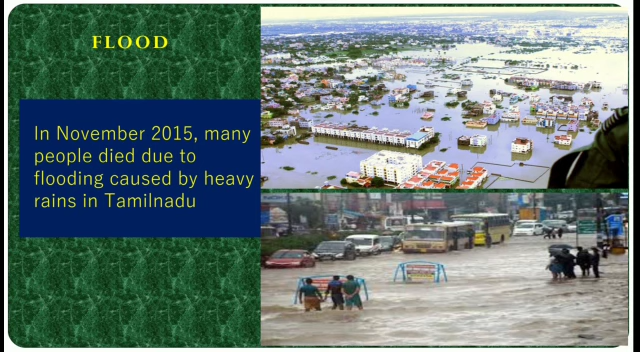 FLOOD
In November 2015, many
people died due to
flooding caused by heavy
rains in Tamilnadu